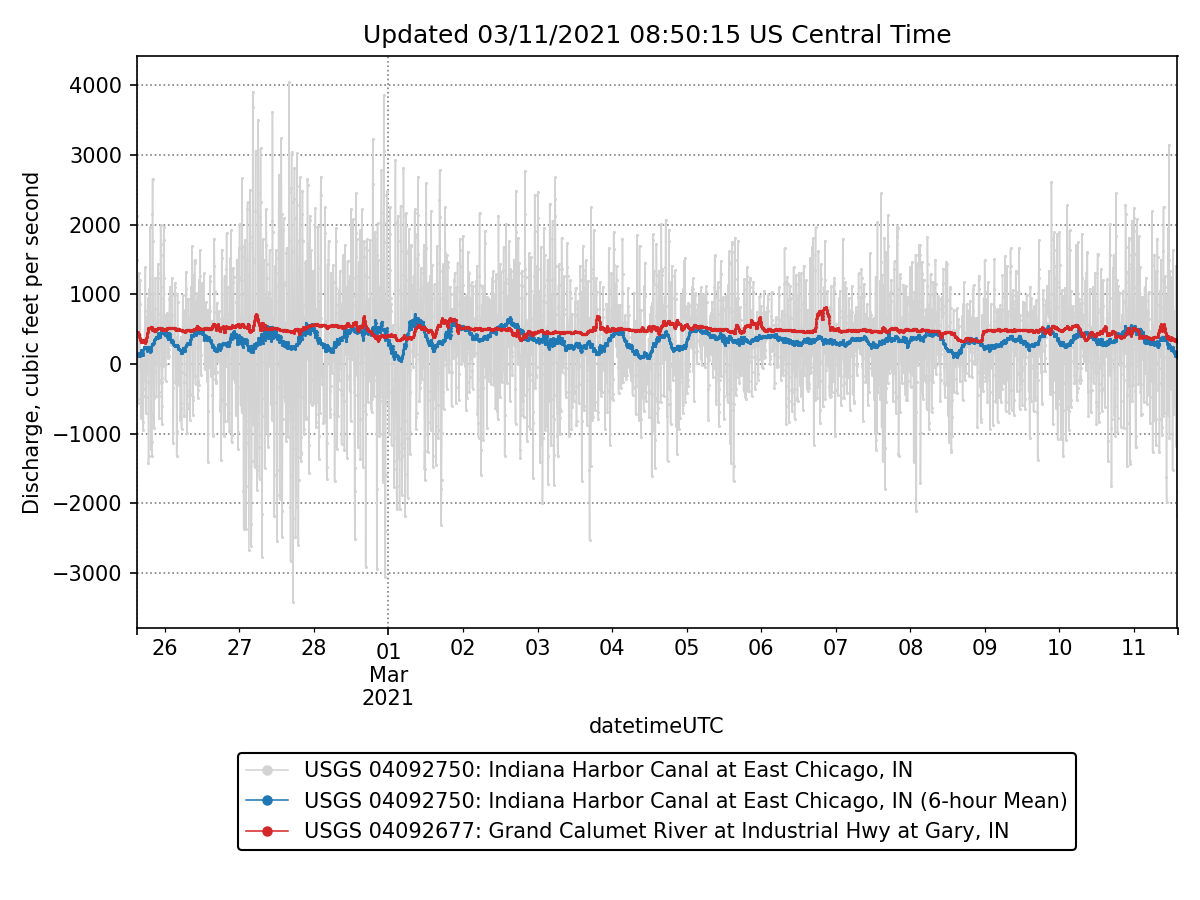 Updated 03/11/2021 08:50:15 US Central Time
Discharge, cubic feet per second
4000
3000
2000
1000
0
−1000
−2000
−3000
26 27 28 01 02 03 04 05 06 07 08 09 10 11
Mar
2021
datetimeUTC
USGS 04092750: Indiana Harbor Canal at East Chicago, IN
USGS 04092750: Indiana Harbor Canal at East Chicago, IN (6-hour Mean)
USGS 04092677: Grand Calumet River at Industrial Hwy at Gary, IN